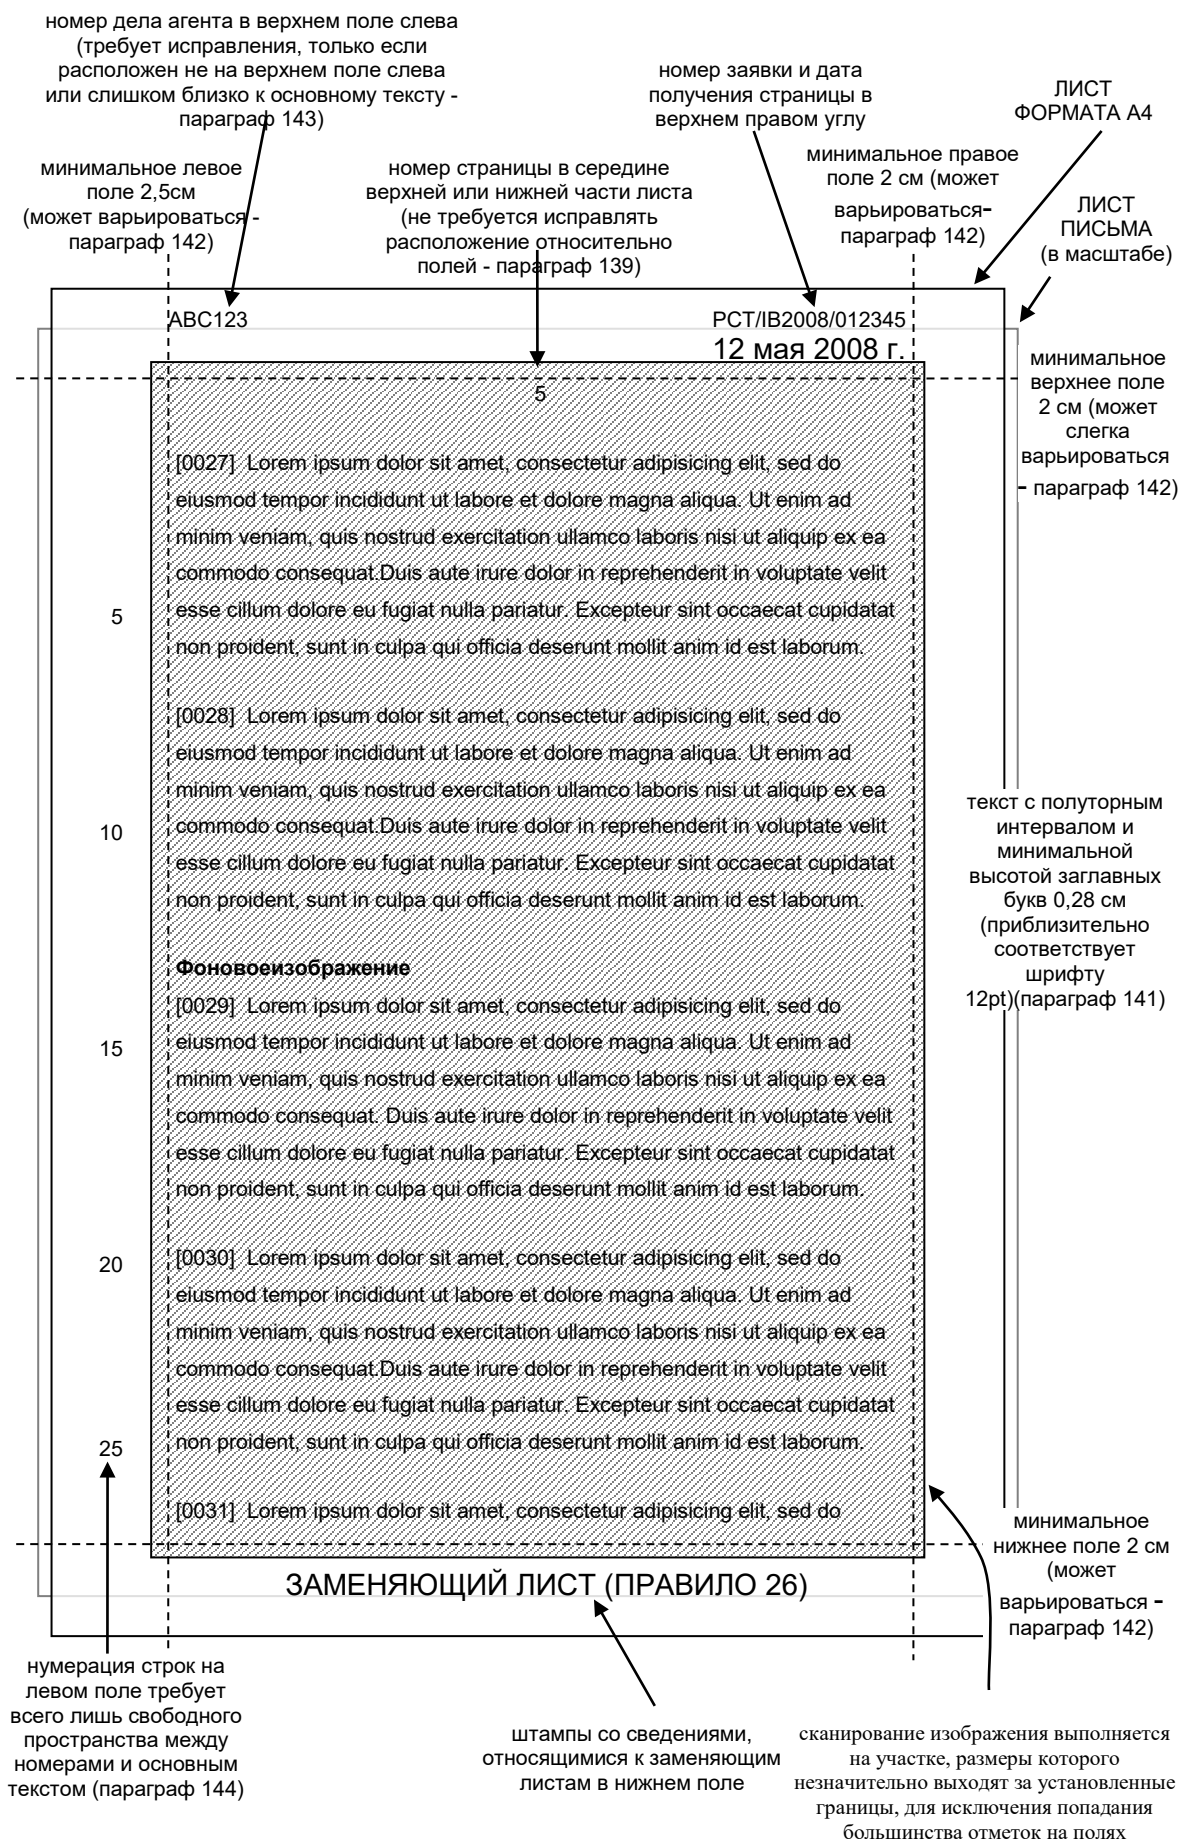 номер дела агента в верхнем поле слева
(требует исправления, только если
расположен не на верхнем поле слева
или слишком близко к основному тексту -
параграф 143)
номер заявки и дата
получения страницы в
верхнем правом углу
ЛИСТ
ФОРМАТА А4
минимальное левое
поле 2,5см
(может варьироваться -
параграф 142)
номер страницы в середине
верхней или нижней части листа
(не требуется исправлять
расположение относительно
полей - параграф 139)
минимальное правое
поле 2 см (может
варьироваться-
параграф 142)
ЛИСТ
ПИСЬМА
(в масштабе)
ABC123
PCT/IB2008/012345
12 мая 2008 г.
минимальное
верхнее поле
2 см (может
слегка
варьироваться
- параграф 142)
5
[0027] Lorem ipsum dolor sit amet, consectetur adipisicing elit, sed do
eiusmod tempor incididunt ut labore et dolore magna aliqua. Ut enim ad
minim veniam, quis nostrud exercitation ullamco laboris nisi ut aliquip ex ea
commodo consequat.Duis aute irure dolor in reprehenderit in voluptate velit
5 esse cillum dolore eu fugiat nulla pariatur. Excepteur sint occaecat cupidatat
non proident, sunt in culpa qui officia deserunt mollit anim id est laborum.
[0028] Lorem ipsum dolor sit amet, consectetur adipisicing elit, sed do
eiusmod tempor incididunt ut labore et dolore magna aliqua. Ut enim ad
minim veniam, quis nostrud exercitation ullamco laboris nisi ut aliquip ex ea
10 commodo consequat.Duis aute irure dolor in reprehenderit in voluptate velit
esse cillum dolore eu fugiat nulla pariatur. Excepteur sint occaecat cupidatat
non proident, sunt in culpa qui officia deserunt mollit anim id est laborum.
текст с полуторным
интервалом и
минимальной
высотой заглавных
букв 0,28 см
(приблизительно
соответствует
шрифту
12pt)(параграф 141)
Фоновоеизображение
[0029] Lorem ipsum dolor sit amet, consectetur adipisicing elit, sed do
15 eiusmod tempor incididunt ut labore et dolore magna aliqua. Ut enim ad
minim veniam, quis nostrud exercitation ullamco laboris nisi ut aliquip ex ea
commodo consequat. Duis aute irure dolor in reprehenderit in voluptate velit
esse cillum dolore eu fugiat nulla pariatur. Excepteur sint occaecat cupidatat
non proident, sunt in culpa qui officia deserunt mollit anim id est laborum.
20 [0030] Lorem ipsum dolor sit amet, consectetur adipisicing elit, sed do
eiusmod tempor incididunt ut labore et dolore magna aliqua. Ut enim ad
minim veniam, quis nostrud exercitation ullamco laboris nisi ut aliquip ex ea
commodo consequat.Duis aute irure dolor in reprehenderit in voluptate velit
esse cillum dolore eu fugiat nulla pariatur. Excepteur sint occaecat cupidatat
25 non proident, sunt in culpa qui officia deserunt mollit anim id est laborum.
[0031] Lorem ipsum dolor sit amet, consectetur adipisicing elit, sed do
минимальное
нижнее поле 2 см
(может
варьироваться -
параграф 142)
ЗАМЕНЯЮЩИЙ ЛИСТ (ПРАВИЛО 26)
нумерация строк на
левом поле требует
всего лишь свободного
пространства между
номерами и основным
текстом (параграф 144)
штампы со сведениями,
относящимися к заменяющим
листам в нижнем поле
сканирование изображения выполняется
на участке, размеры которого
незначительно выходят за установленные
границы, для исключения попадания
большинства отметок на полях